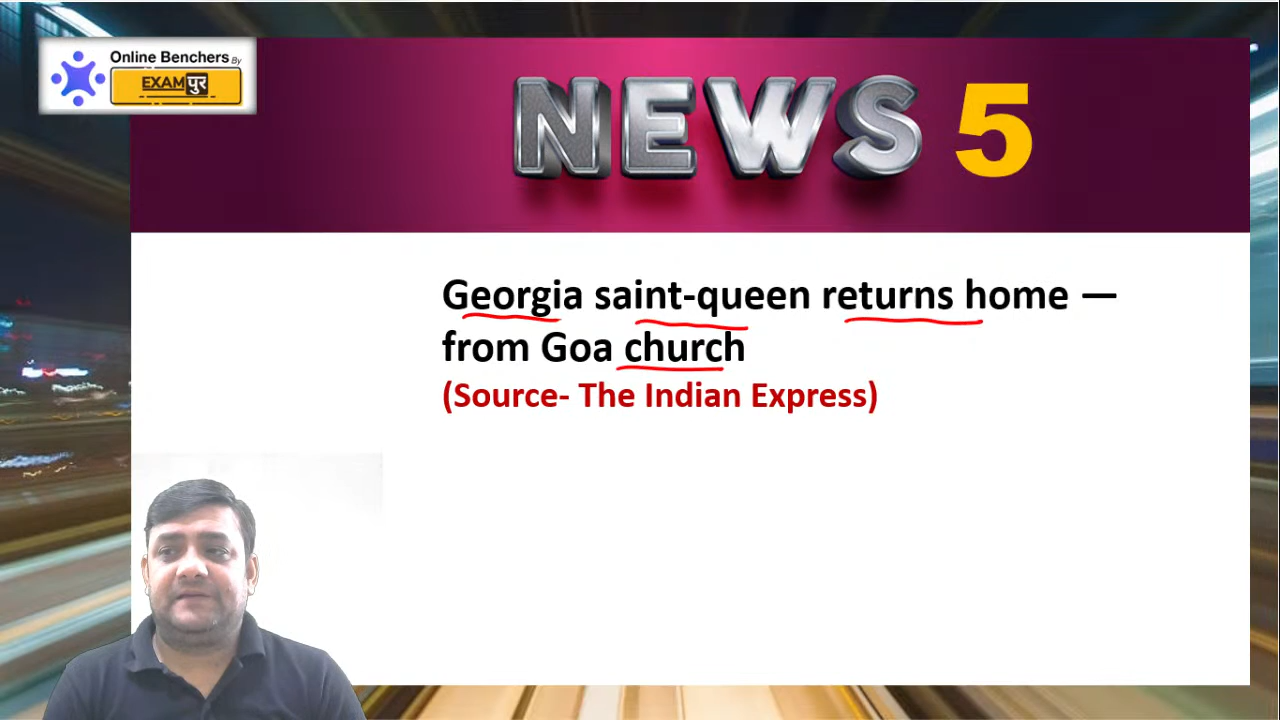 Online Benchers By
EXAMपुर
NEWS 5
Georgia saint-queen returns home —
from Goa church
(Source- The Indian Express)